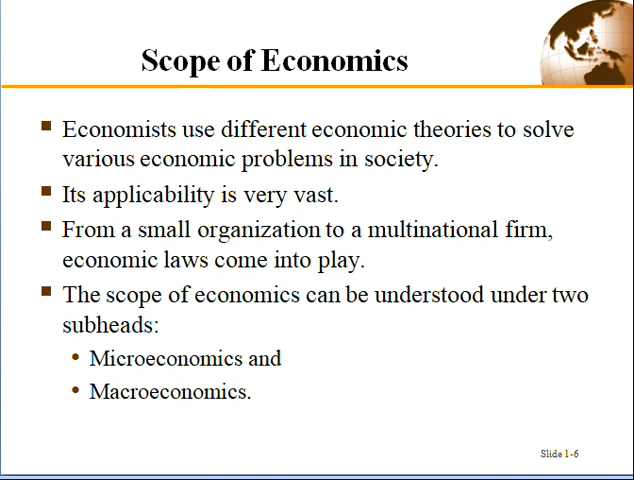 Scope of Economics
Economists use different economic theories to solve
various economic problems in society.
Its applicability is very vast.
From a small organization to a multinational firm,
economic laws come into play.
The scope of economics can be understood under two
subheads:
Microeconomics and
Macroeconomics.
Slide 1-6